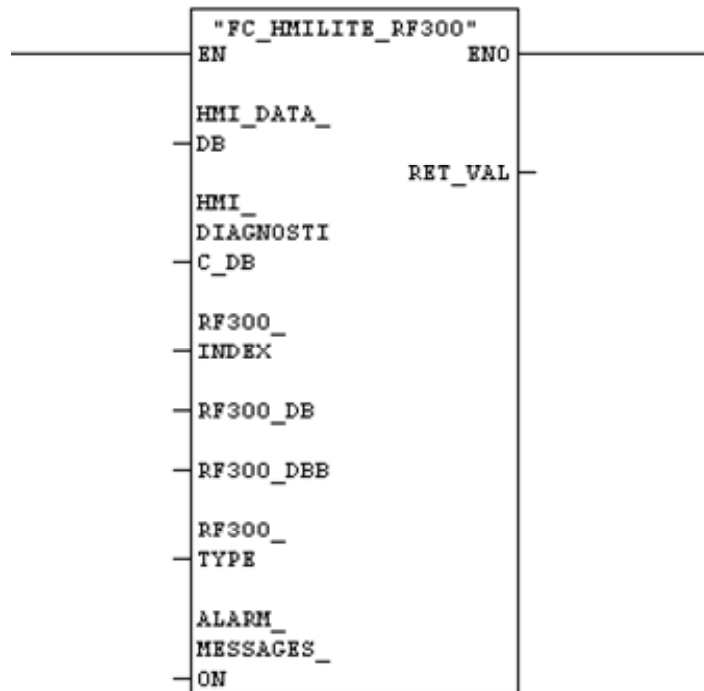 "FC_HMILITE_RF300"
EN ENO
HMI_DATA_
DB
RET_VAL
HMI_
DIAGNOSTI
C_DB
RF300_
INDEX
RF300_DB
RF300_DBB
RF300_
TYPE
ALARM_
MESSAGES_
ON